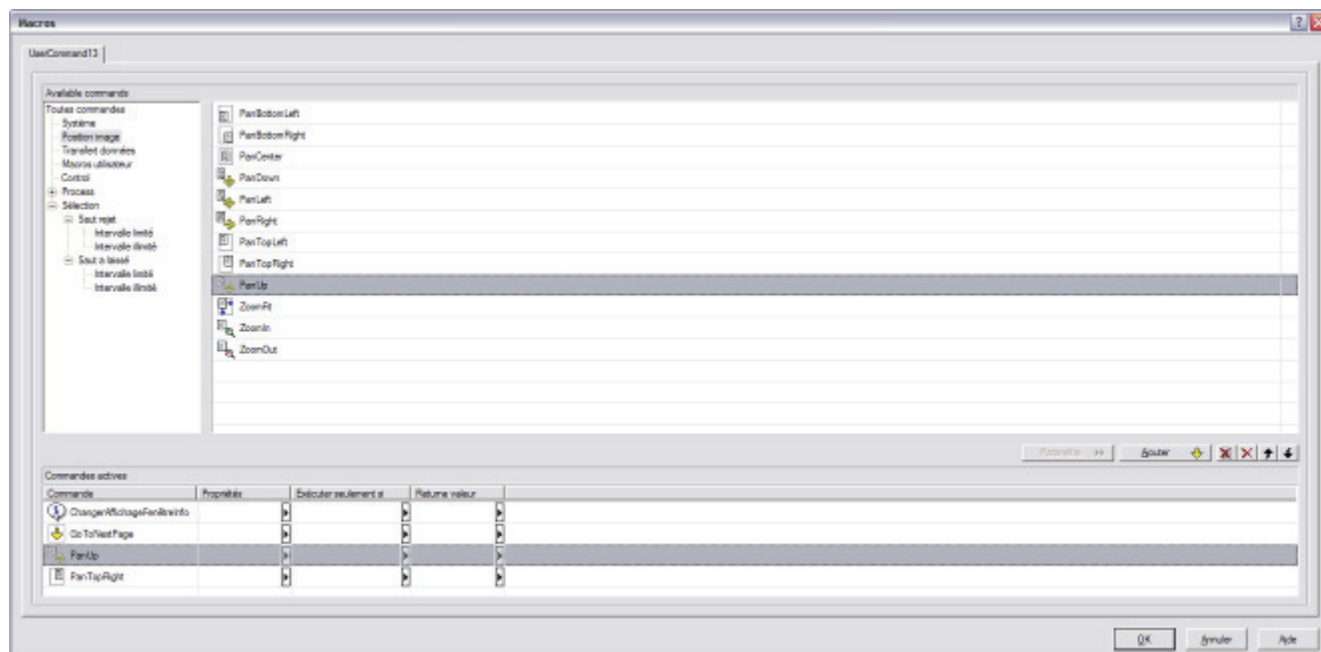 Macros
UserCommand13
Available commands
Toutes commandes
Système
Position image
Transfert données
Macros utilisateur
Control
Process
Sélection
Saut rejet
Intervalle limité
Intervalle illimité
Saut a laissé
Intervalle limité
Intervalle illimité
PanBottomLeft
PanBottomRight
PanCenter
PanDown
PanLeft
PanRight
PanTopLeft
PanTopRight
PanUp
ZoomFit
ZoomIn
ZoomOut
Paramètre Ajouter
Commandes actives
Commande Propriétés Exécuter seulement si Returne valeur
ChangerAffichageFenêtreInfo
GoToNextPage
PanUp
PanTopRight
OK Annuler Aide